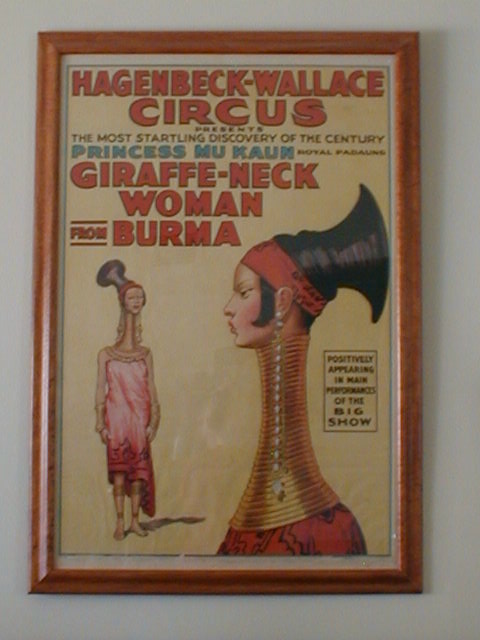 HAGENBECK-WALLACE
CIRCUS
PRESENTS
THE MOST STARTLING DISCOVERY OF THE CENTURY
PRINCESS MU KAUN ROYAL PADAUNG
GIRAFFE-NECK
WOMAN
FROM BURMA
POSITIVELY
APPEARING
IN MAIN
PERFORMANCES
OF THE
BIG
SHOW